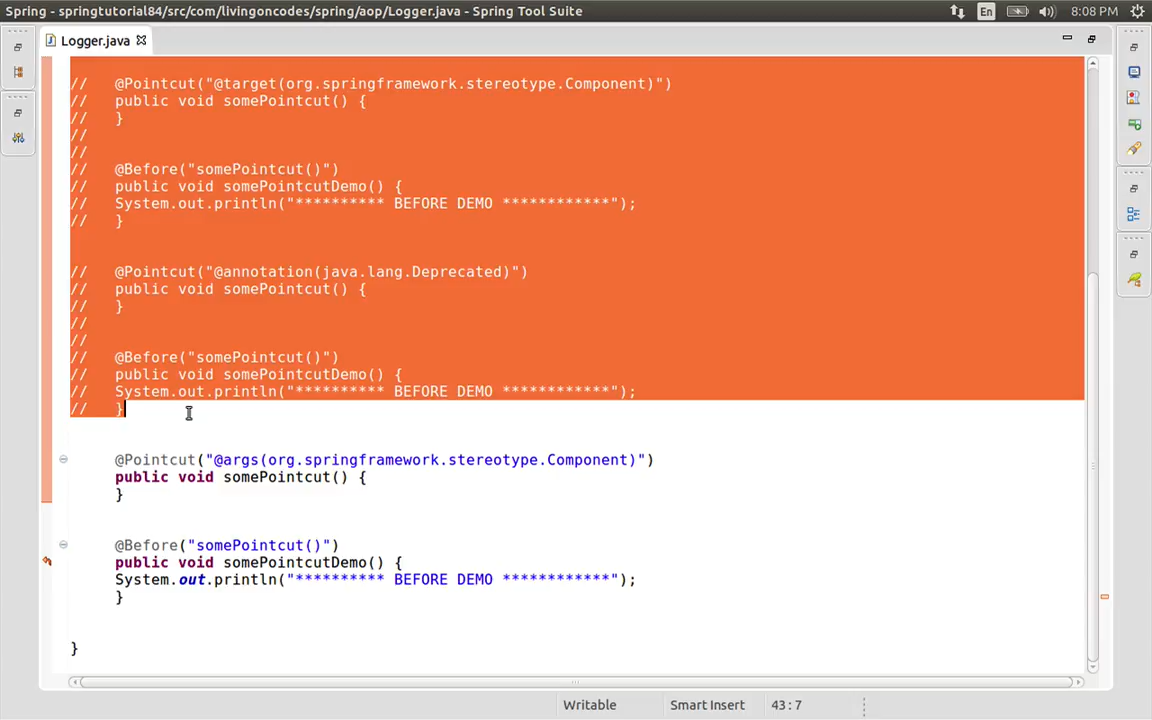 Spring - springtutorial84/src/com/livingoncodes/spring/aop/Logger.java - Spring Tool Suite
En
8:08 PM
Logger.java
//   @Pointcut("@target(org.springframework.stereotype.Component)")
//   public void somePointcut() {
//   }
//
//
//   @Before("somePointcut()")
//   public void somePointcutDemo() {
//   System.out.println("********** BEFORE DEMO ************");
//   }
//   @Pointcut("@annotation(java.lang.Deprecated)")
//   public void somePointcut() {
//   }
//
//
//   @Before("somePointcut()")
//   public void somePointcutDemo() {
//   System.out.println("********** BEFORE DEMO ************");
//   }
@Pointcut("@args(org.springframework.stereotype.Component)")
public void somePointcut() {
}
@Before("somePointcut()")
public void somePointcutDemo() {
System.out.println("********** BEFORE DEMO ************");
}
}
Writable
Smart Insert
43 : 7